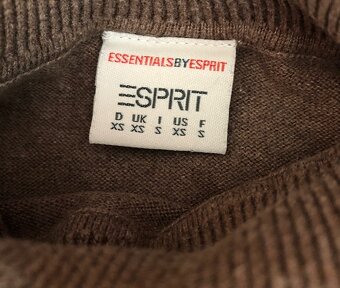 ESSENTIALSBYESPRIT
ESPRIT
D UK I US F
XS XS S XS S